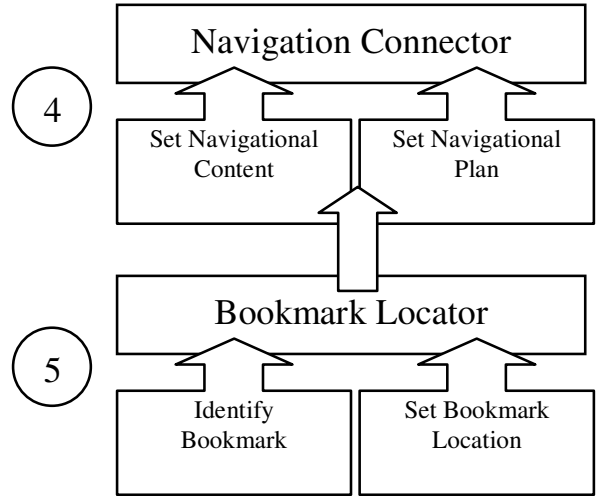 Navigation Connector
4
Set Navigational
Content
Set Navigational
Plan
Bookmark Locator
5
Identify
Bookmark
Set Bookmark
Location